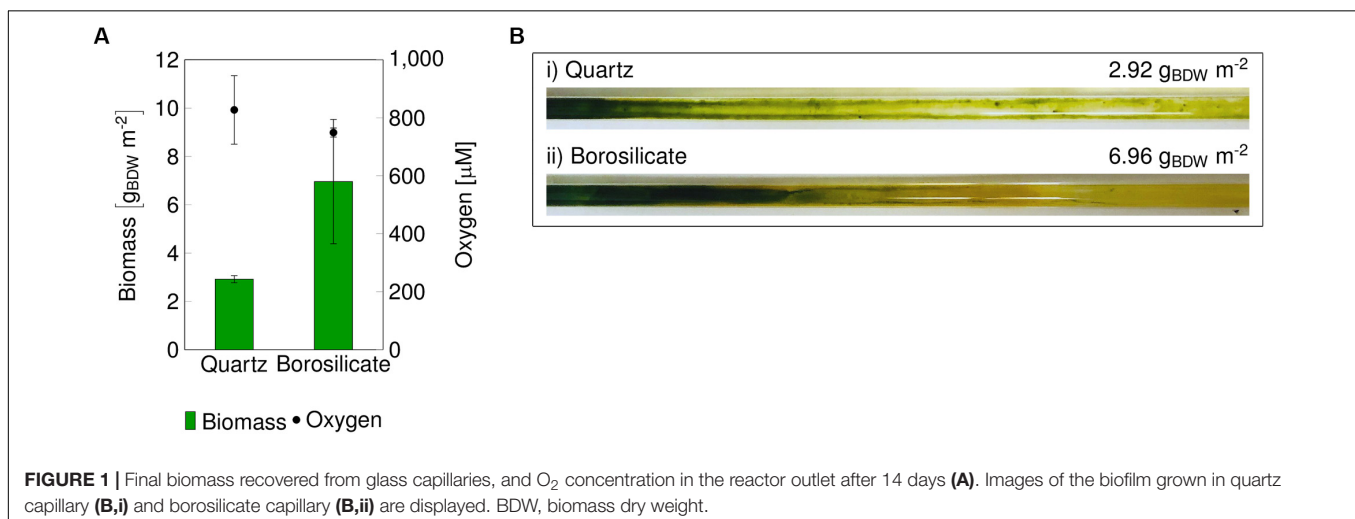 A
12
10
8
6
4
2
0
Biomass [gBDW m-2]
1,000
800
600
400
200
0
Oxygen [µM]
Quartz Borosilicate
Biomass • Oxygen
B
i) Quartz 2.92 gBDW m-2
ii) Borosilicate 6.96 gBDW m-2
FIGURE 1 | Final biomass recovered from glass capillaries, and O2 concentration in the reactor outlet after 14 days (A). Images of the biofilm grown in quartz
capillary (B,i) and borosilicate capillary (B,ii) are displayed. BDW, biomass dry weight.